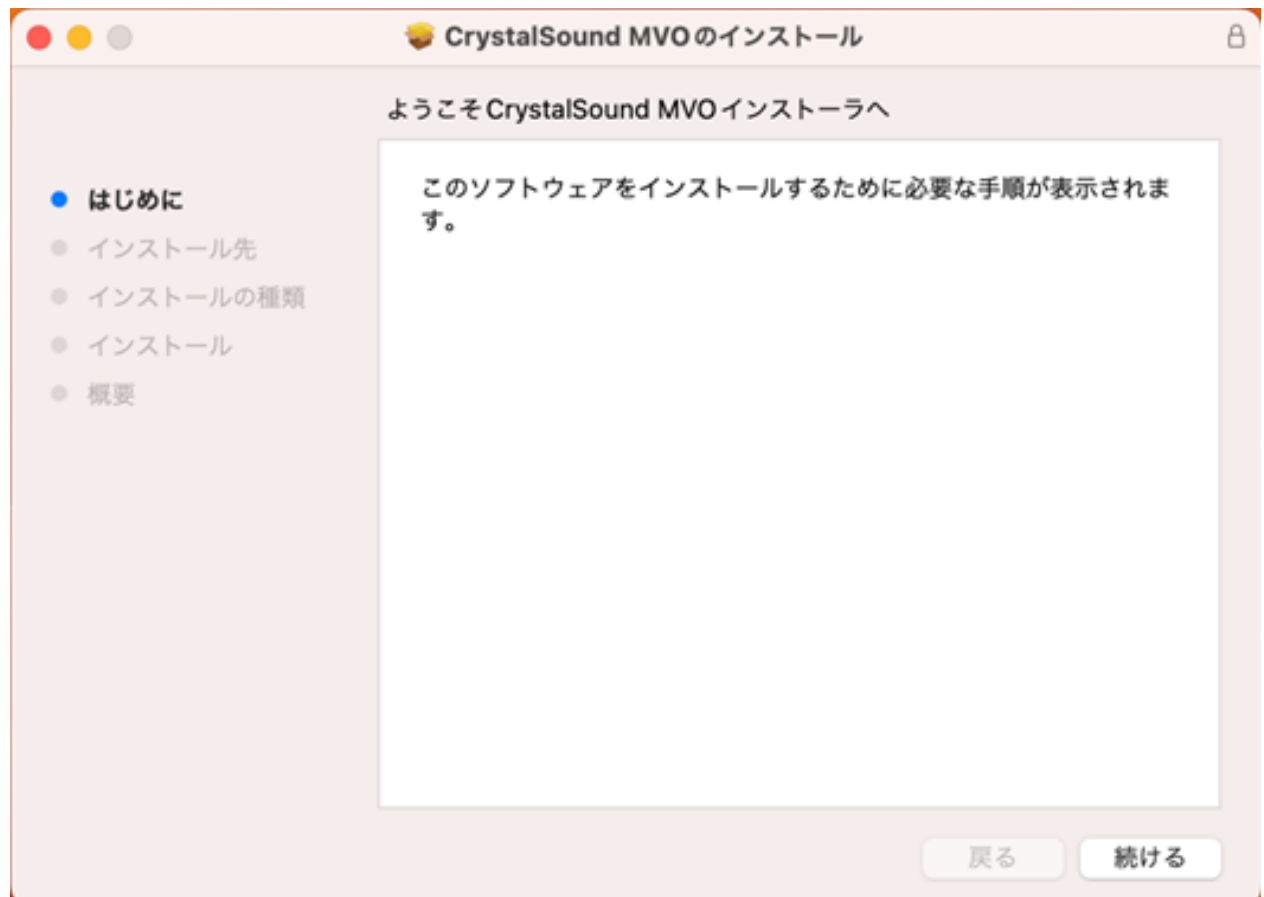 CrystalSound MVOのインストール
ようこそCrystalSound MVOインストーラへ
はじめに
インストール先
インストールの種類
インストール
概要
このソフトウェアをインストールするために必要な手順が表示されま
す。
戻る
続ける